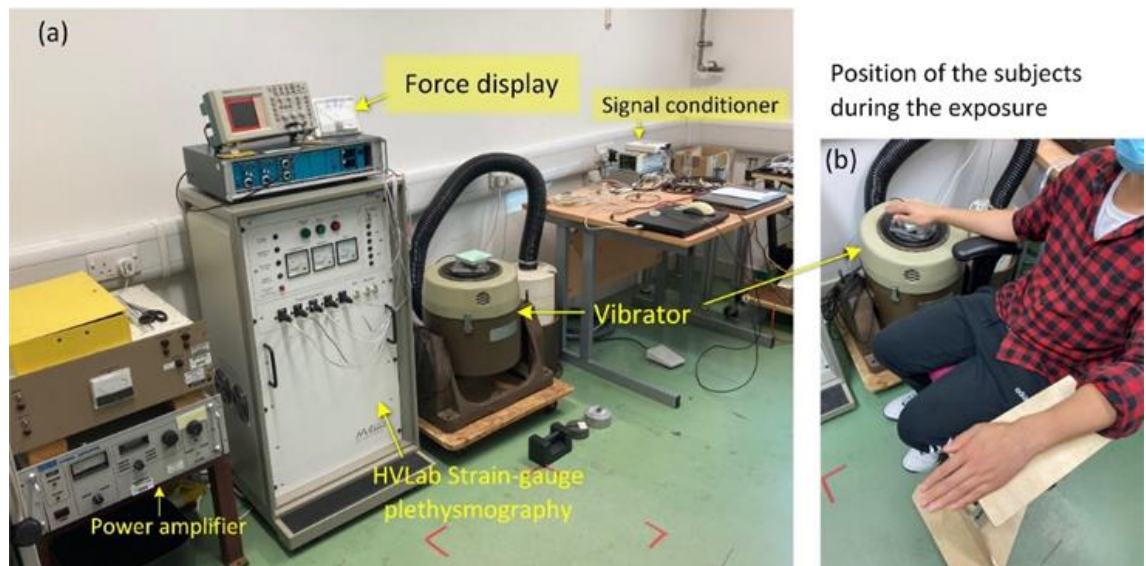 (a)
Force display
Signal conditioner
Vibrator
HVLab Strain-gauge
plethysmography
Power amplifier
Position of the subjects
during the exposure
(b)